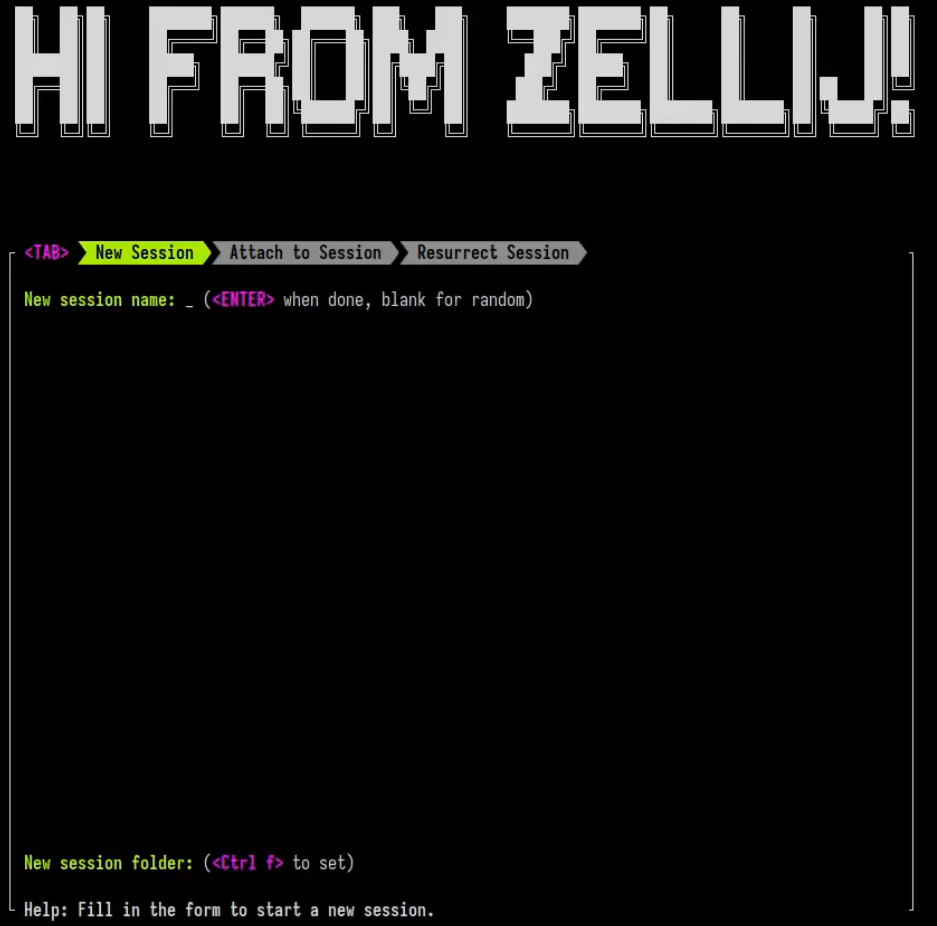 HI FROM ZELLIJ!
<TAB> New Session Attach to Session Resurrect Session
New session name: _ (<ENTER> when done, blank for random)
New session folder: (<Ctrl f> to set)
Help: Fill in the form to start a new session.